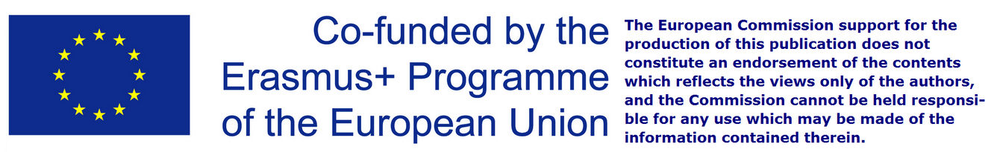 Co-funded by the
Erasmus+ Programme
of the European Union
The European Commission support for the
production of this publication does not
constitute an endorsement of the contents
which reflects the views only of the authors,
and the Commission cannot be held responsi-
ble for any use which may be made of the
information contained therein.